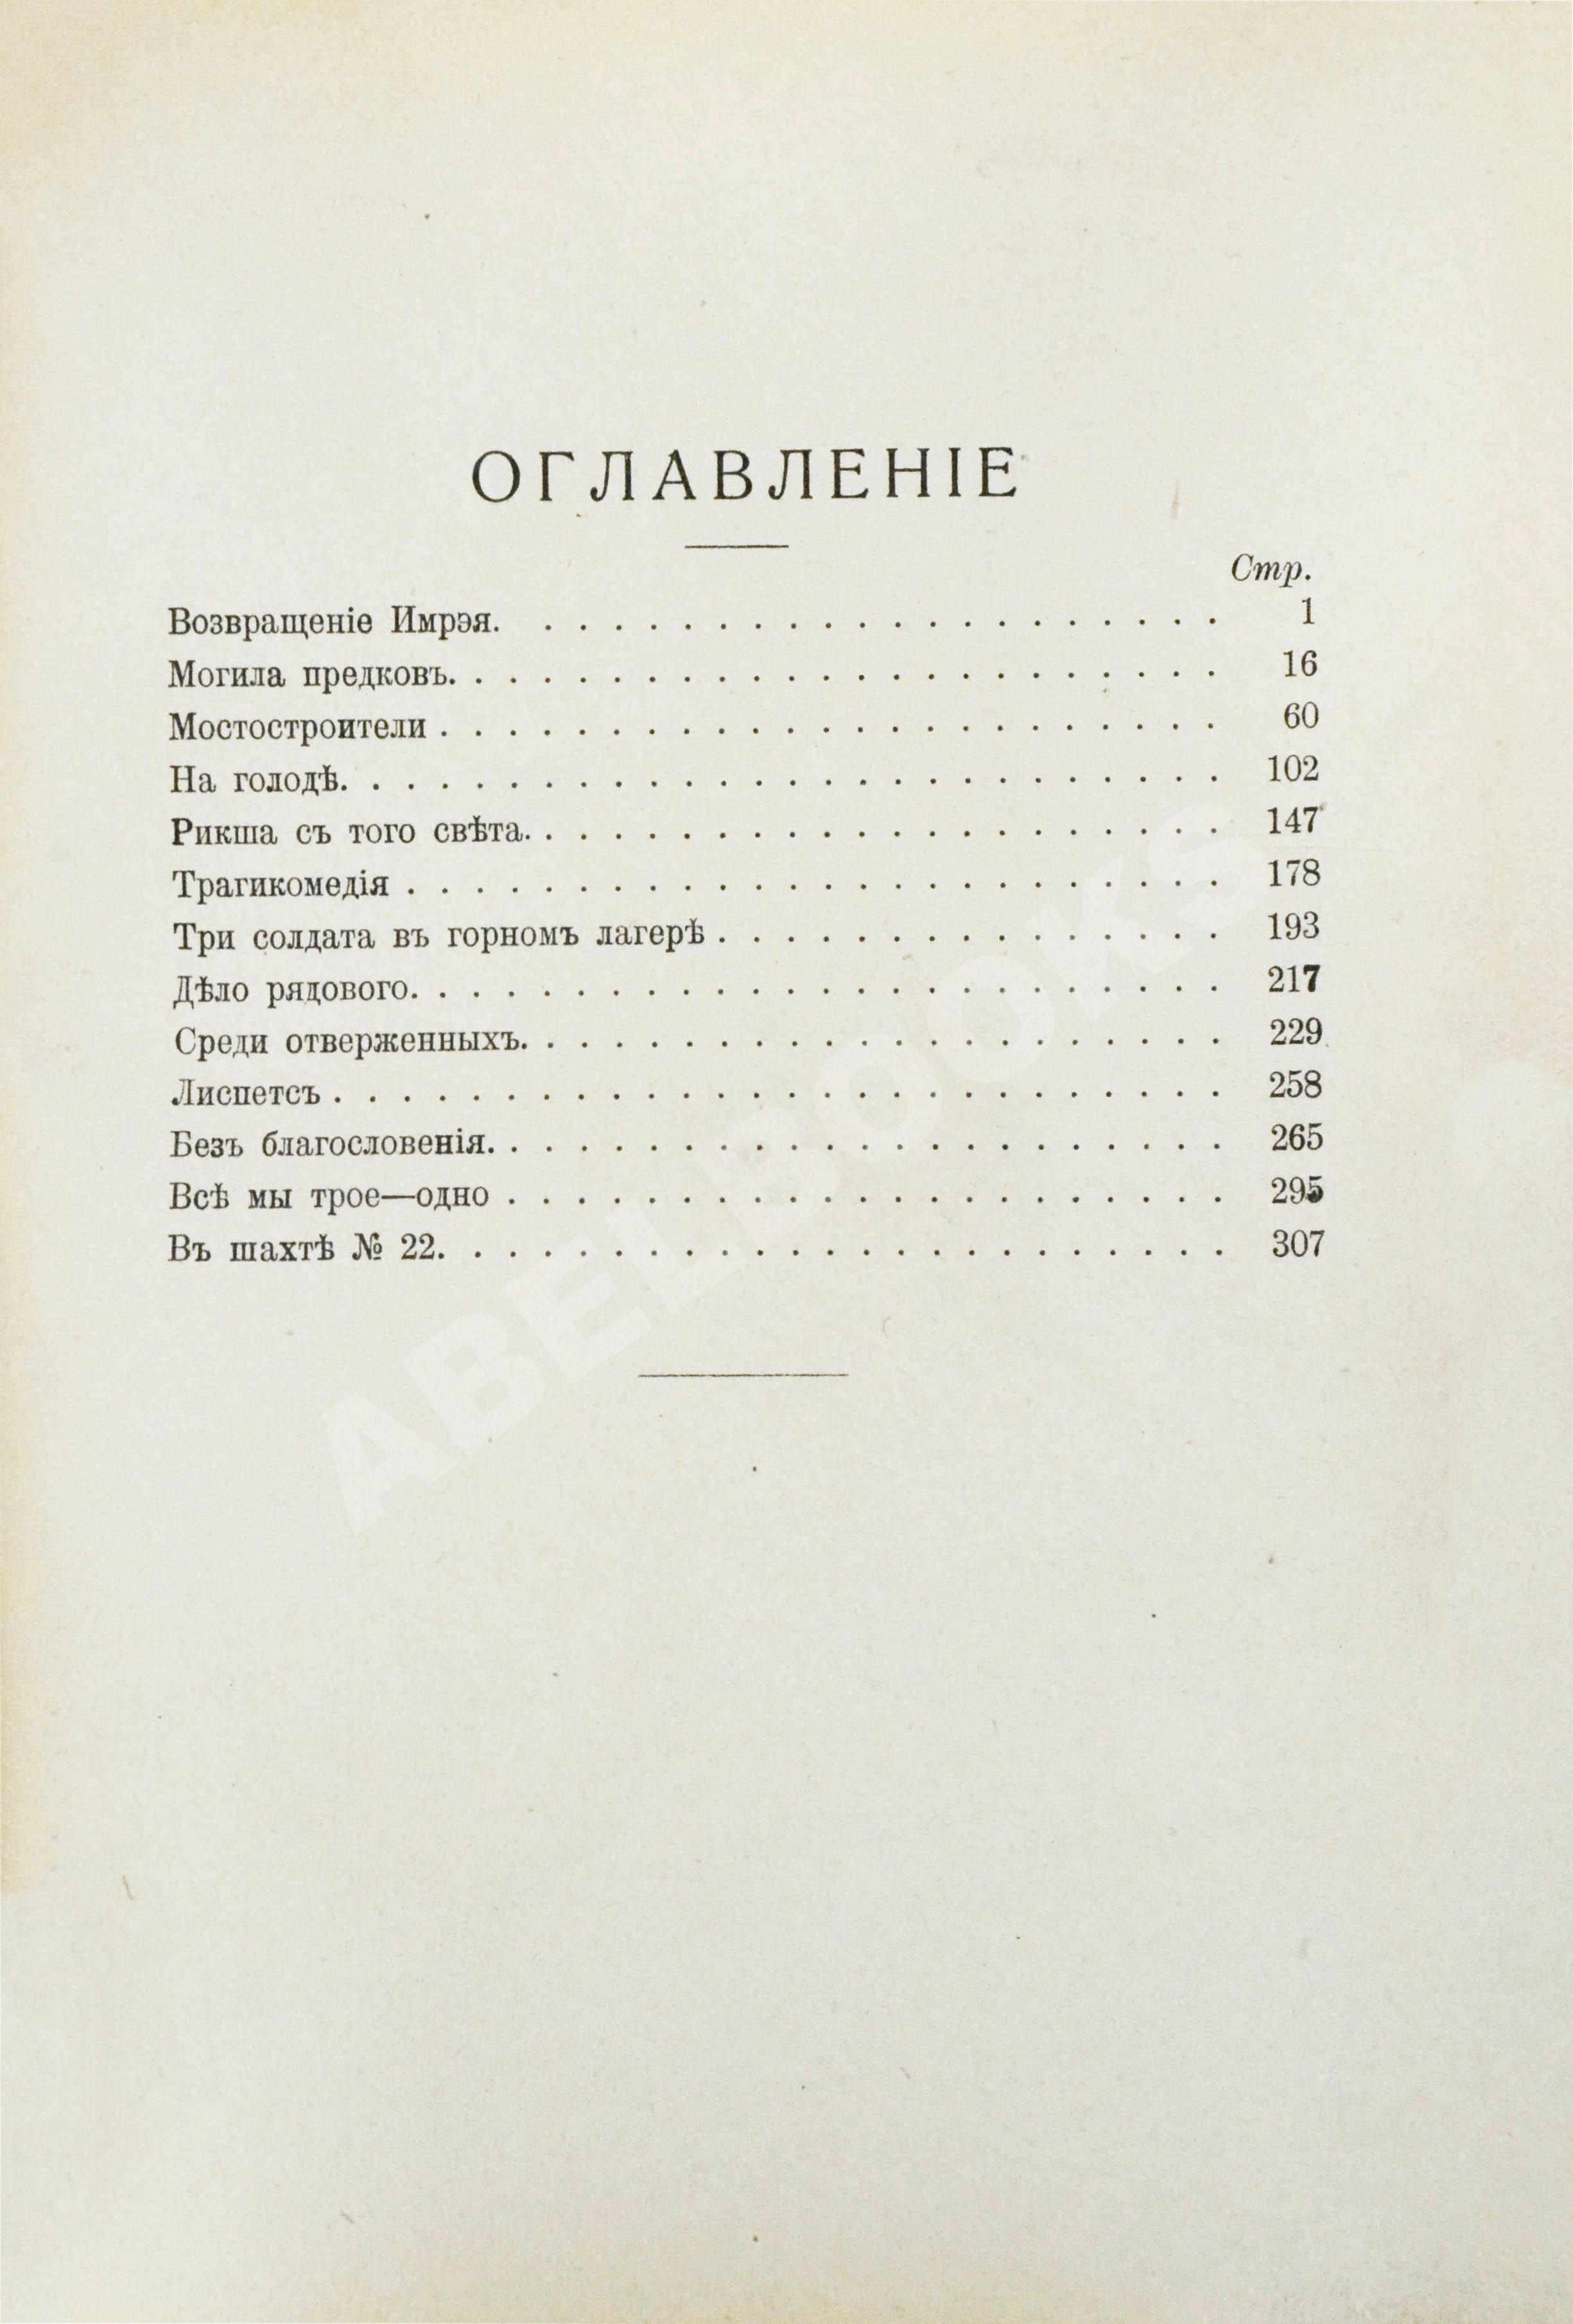 ОГЛАВЛЕНІЕ
Стр.
Возвращеніе Имрэя. . . . . . . . . . . . . . . . . . . . . 1
Могила предковъ. . . . . . . . . . . . . . . . . . . . . . . 16
Мостостроители . . . . . . . . . . . . . . . . . . . . . . . 60
На голодѣ. . . . . . . . . . . . . . . . . . . . . . . . . . 102
Рикша съ того свѣта. . . . . . . . . . . . . . . . . . . . . 147
Трагикомедія . . . . . . . . . . . . . . . . . . . . . . . . 178
Три солдата въ горномъ лагерѣ . . . . . . . . . . . . . . . 193
Дѣло рядового. . . . . . . . . . . . . . . . . . . . . . . . 217
Среди отверженныхъ. . . . . . . . . . . . . . . . . . . . . 229
Лиспетсъ . . . . . . . . . . . . . . . . . . . . . . . . . . 258
Безъ благословенія. . . . . . . . . . . . . . . . . . . . . . 265
Всѣ мы трое—одно . . . . . . . . . . . . . . . . . . . . . 295
Въ шахтѣ № 22. . . . . . . . . . . . . . . . . . . . . . . 307